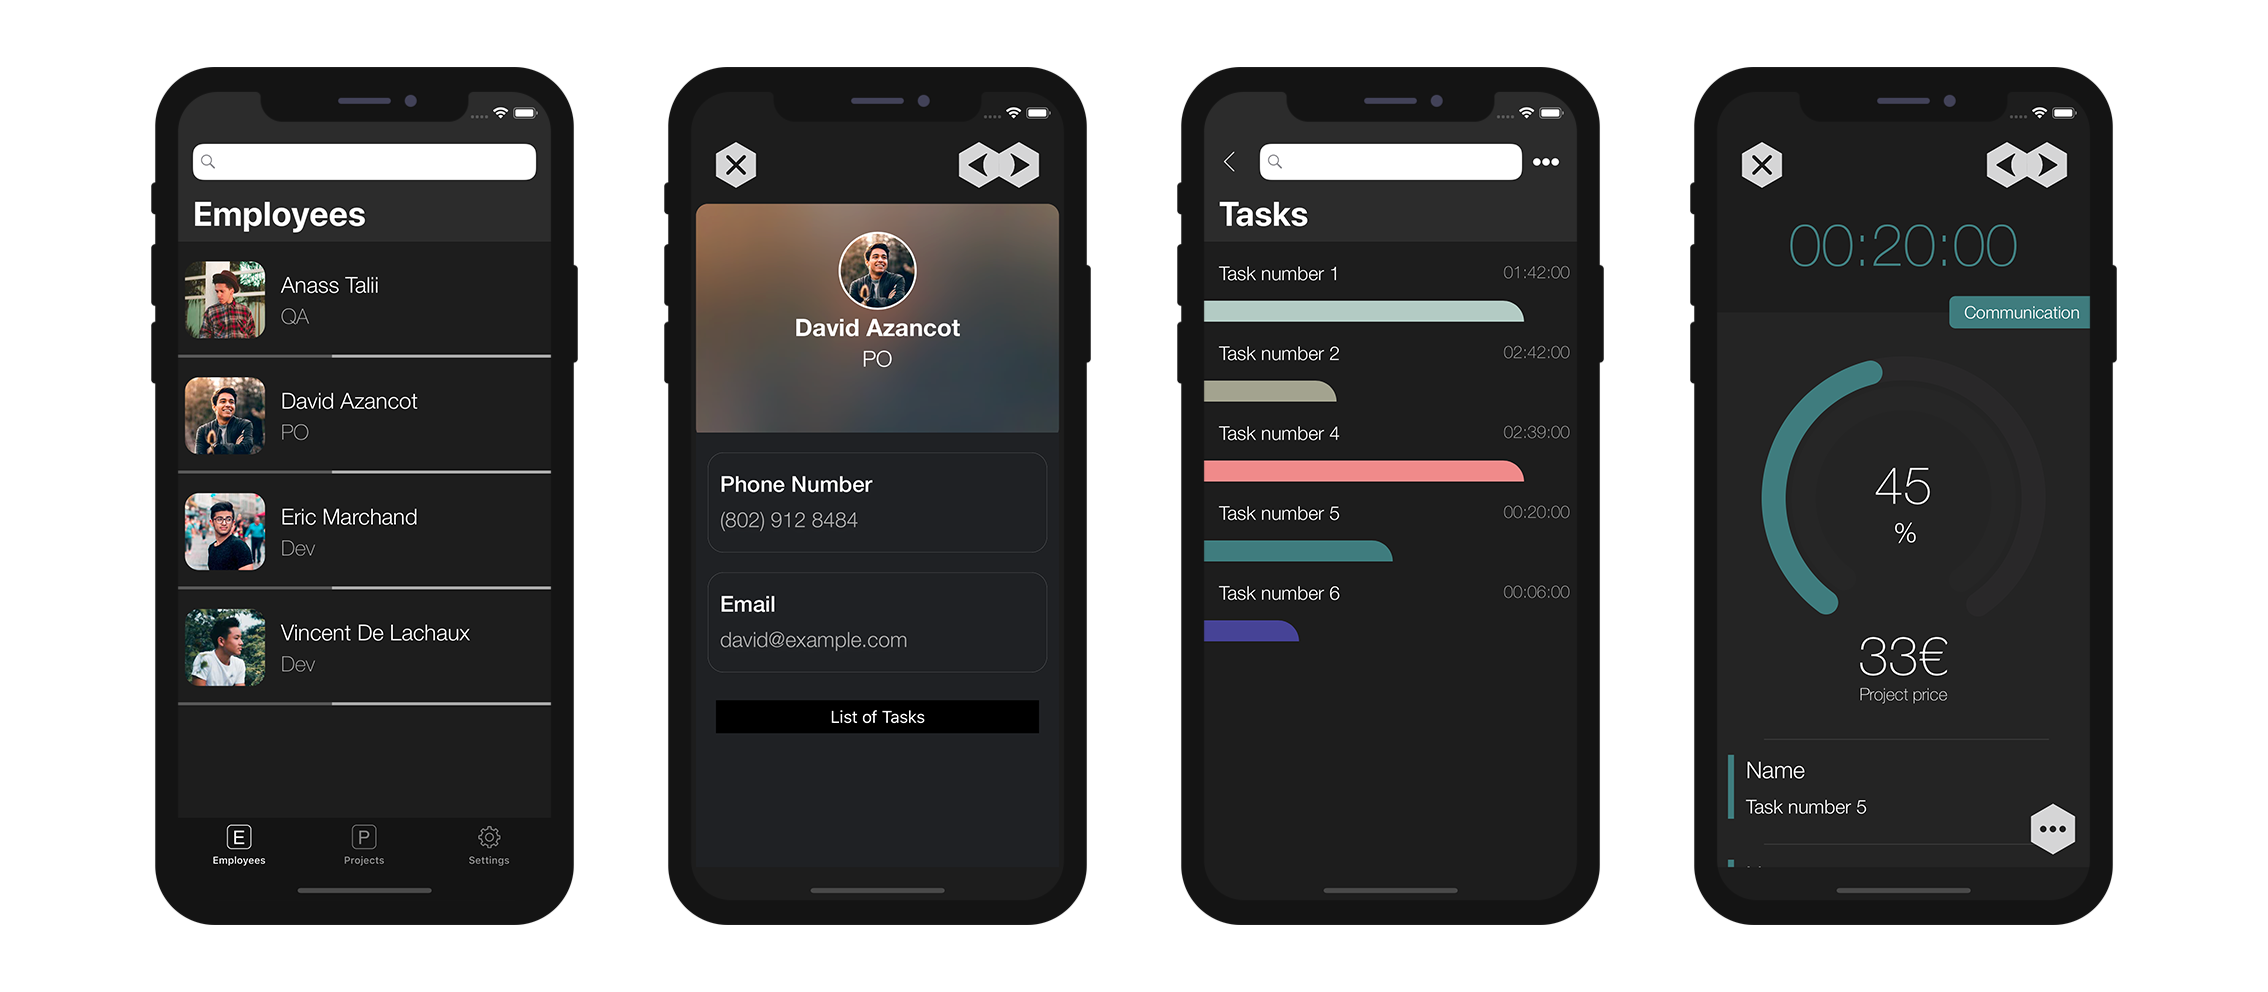 Employees
Anass Talii
QA
David Azancot
PO
Eric Marchand
Dev
Vincent De Lachaux
Dev
E
P
Employees
Projects
Settings
David Azancot
PO
Phone Number
(802) 912 8484
Email
david@example.com
List of Tasks
Tasks
Task number 1 01:42:00
Task number 2 02:42:00
Task number 4 02:39:00
Task number 5 00:20:00
Task number 6 00:06:00
00:20:00
Communication
45
%
33€
Project price
Name
Task number 5